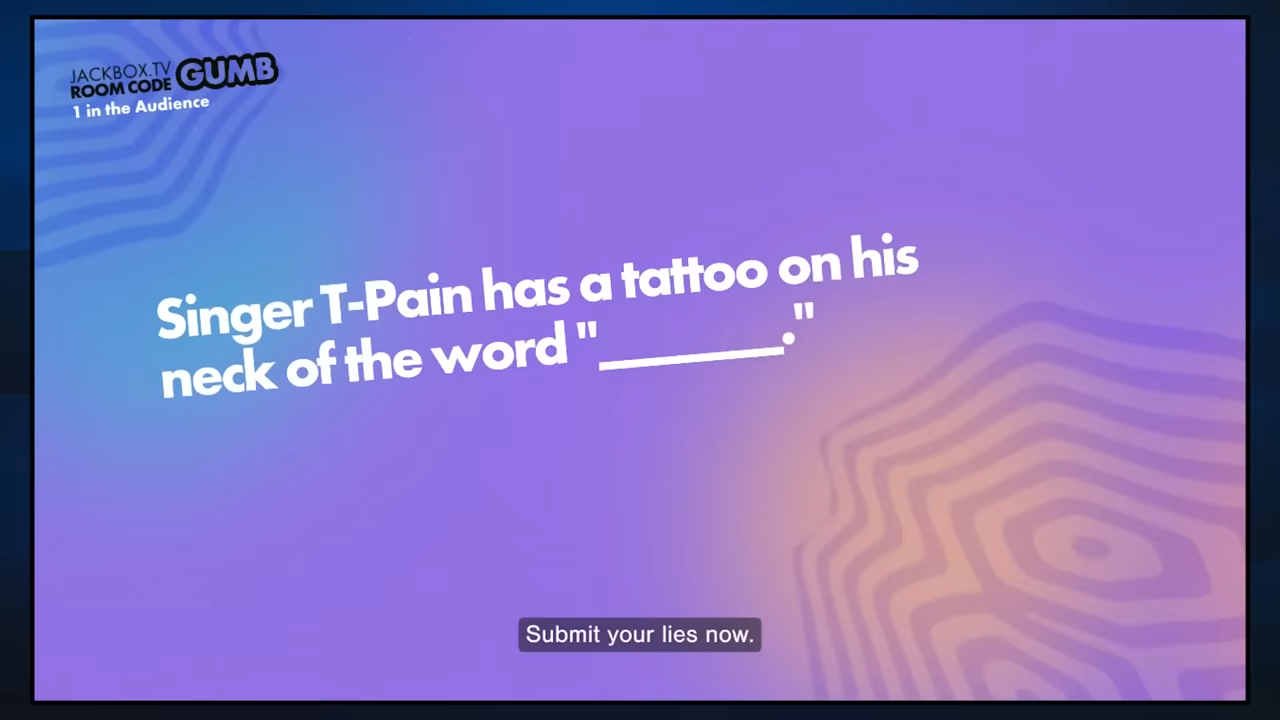 JACKBOX.TV
ROOM CODE GUMB
1 in the Audience
Singer T-Pain has a tattoo on his
neck of the word "_______."
Submit your lies now.